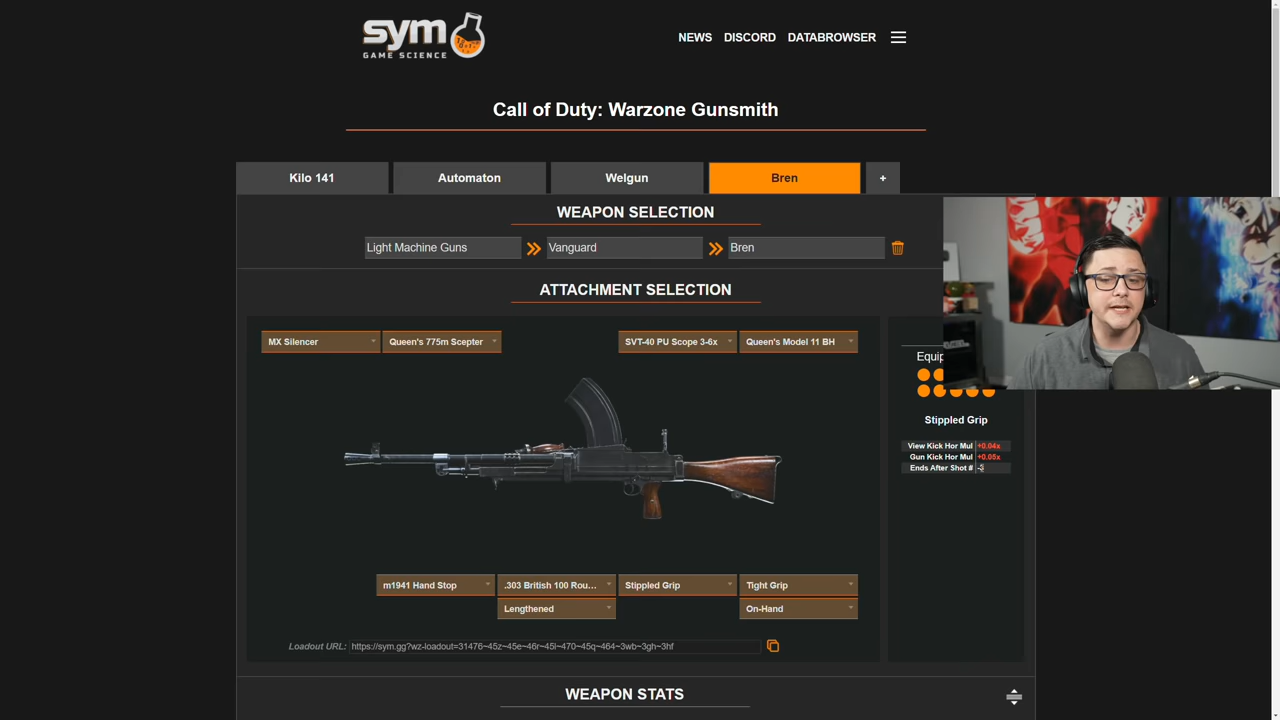 sym
GAME SCIENCE
NEWS DISCORD DATABROWSER
Call of Duty: Warzone Gunsmith
Kilo 141 Automaton Welgun Bren +
WEAPON SELECTION
Light Machine Guns Vanguard Bren
ATTACHMENT SELECTION
MX Silencer Queen's 775m Scepter SVT-40 PU Scope 3-6x Queen's Model 11 BH
Equip
Stippled Grip
View Kick Hor Mul +0.04x
Gun Kick Hor Mul +0.05x
Ends After Shot #
m1941 Hand Stop .303 British 100 Rou... Stippled Grip Tight Grip
Lengthened On-Hand
Loadout URL: https://sym.gg?wz-loadout=31476~45z~45e~46r~45l~470~45q~464~3wb~3gh~3hf
WEAPON STATS